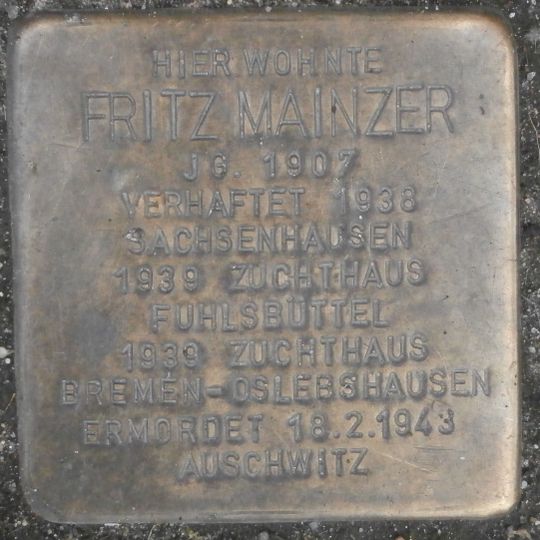 HIER WOHNTE
FRITZ MAINZER
JG. 1907
VERHAFTET 1938
SACHSENHAUSEN
1939 ZUCHTHAUS
FUHLSBÜTTEL
1939 ZUCHTHAUS
BREMEN-OSLEBSHAUSEN
ERMORDET 18.2.1943
AUSCHWITZ